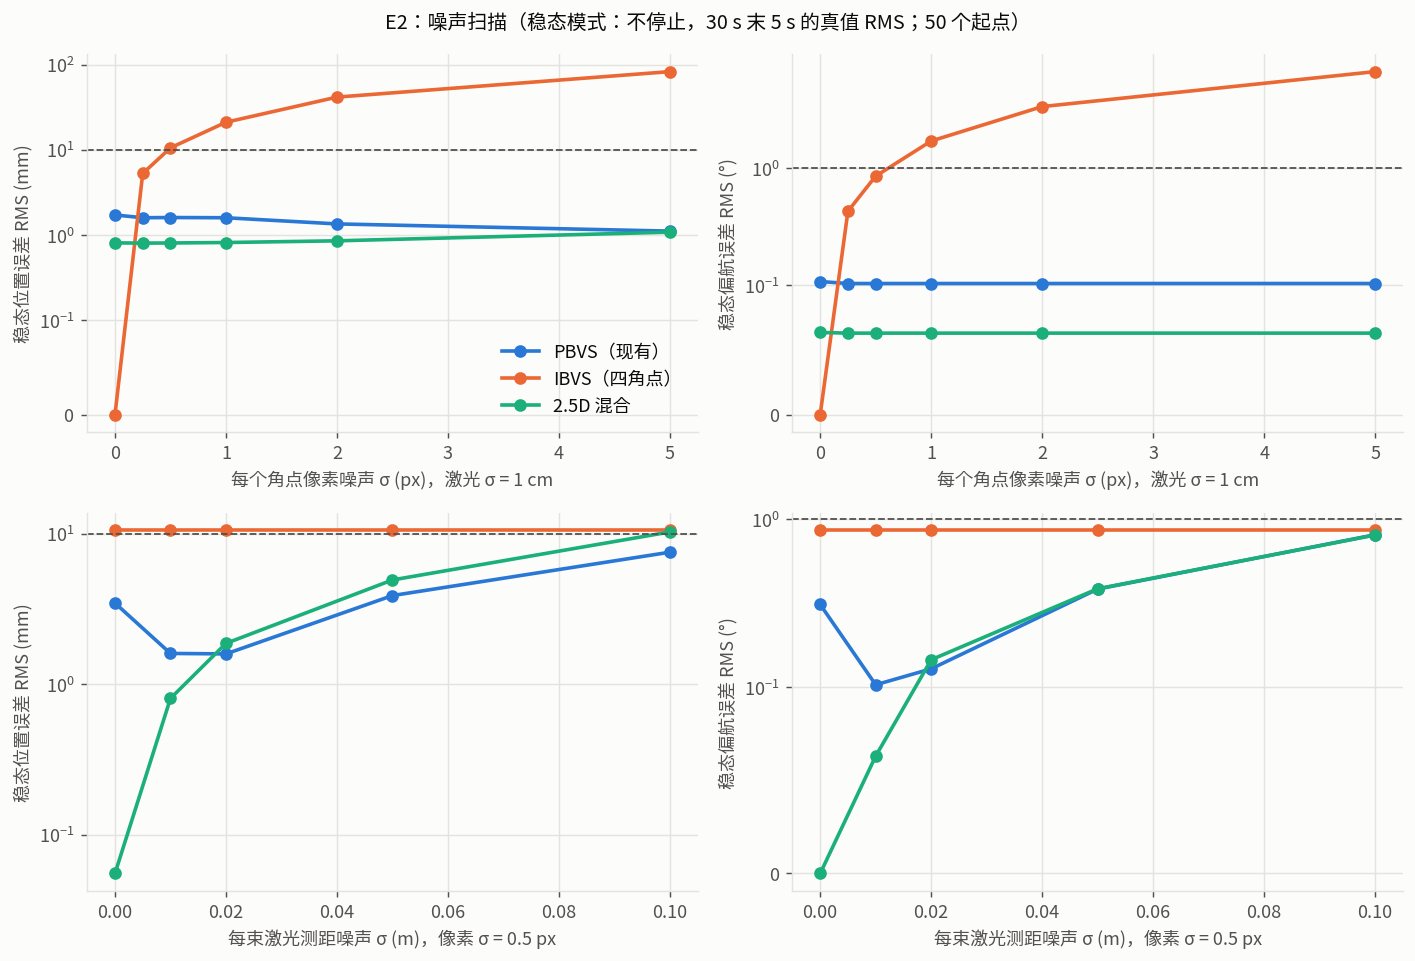 E2：噪声扫描（稳态模式：不停止，30 s 末 5 s 的真值 RMS；50 个起点）
稳态位置误差 RMS (mm)
10²
10¹
10⁰
10⁻¹
0
PBVS（现有）
IBVS（四角点）
2.5D 混合
0 1 2 3 4 5
每个角点像素噪声 σ (px)，激光 σ = 1 cm
稳态偏航误差 RMS (°)
10⁰
10⁻¹
0
0 1 2 3 4 5
每个角点像素噪声 σ (px)，激光 σ = 1 cm
稳态位置误差 RMS (mm)
10¹
10⁰
10⁻¹
0.00 0.02 0.04 0.06 0.08 0.10
每束激光测距噪声 σ (m)，像素 σ = 0.5 px
稳态偏航误差 RMS (°)
10⁰
10⁻¹
0
0.00 0.02 0.04 0.06 0.08 0.10
每束激光测距噪声 σ (m)，像素 σ = 0.5 px